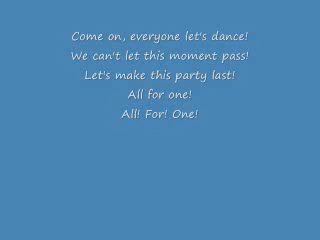 Come on, everyone let's dance!
We can't let this moment pass!
Let's make this party last!
All for one!
All! For! One!